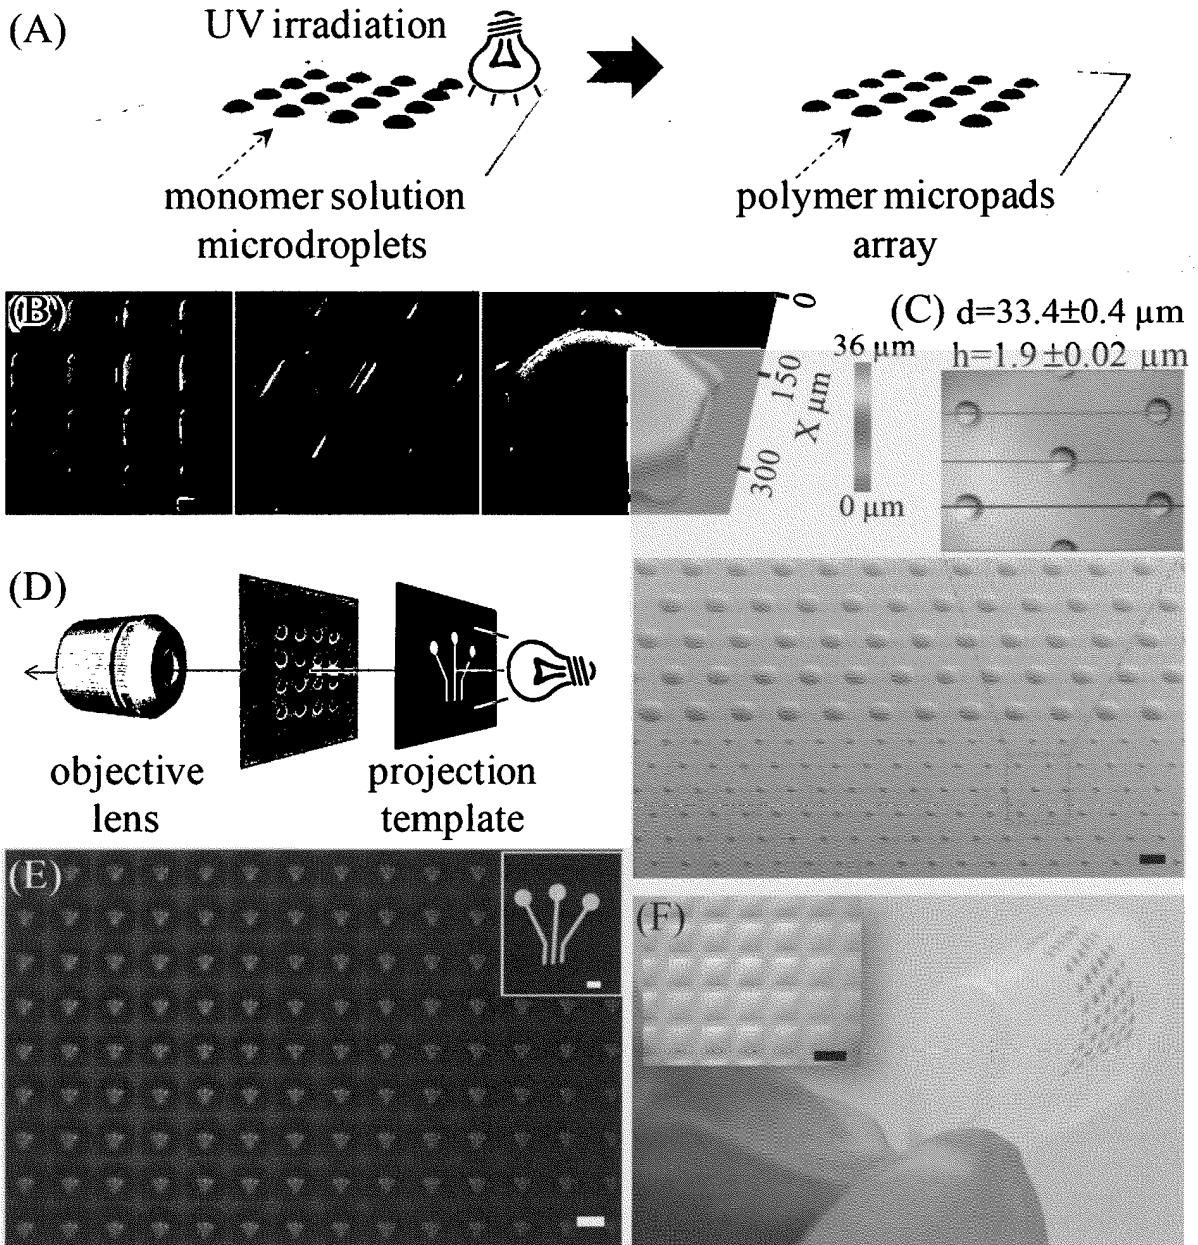 (A)
UV irradiation
monomer solution
microdroplets
polymer micropads
array
(B)
0
150
300
X μm
36 μm
0 μm
(C) d=33.4±0.4 μm
h=1.9 ±0.02 μm
(D)
objective
lens
projection
template
(E)
(F)